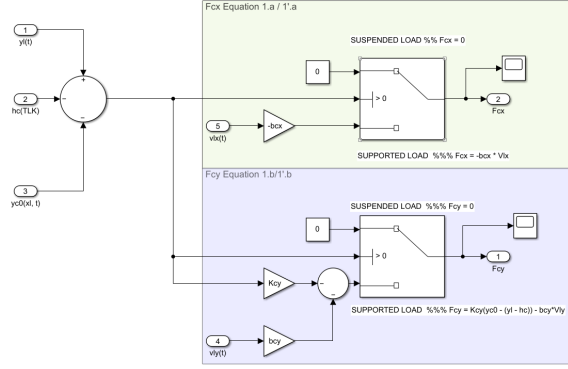 Fcx Equation 1.a / 1'.a
1
yl(t)
SUSPENDED LOAD %% Fcx = 0
0
+
2
hc(TLK)
−
−
> 0
2
Fcx
5
vlx(t)
-bcx
SUPPORTED LOAD %%% Fcx = -bcx * Vlx
Fcy Equation 1.b/1'.b
3
yc0(xl, t)
SUSPENDED LOAD %%% Fcy = 0
0
> 0
1
Fcy
Kcy
−
−
SUPPORTED LOAD %%% Fcy = Kcy(yc0 - (yl - hc)) - bcy*Vly
4
vly(t)
bcy